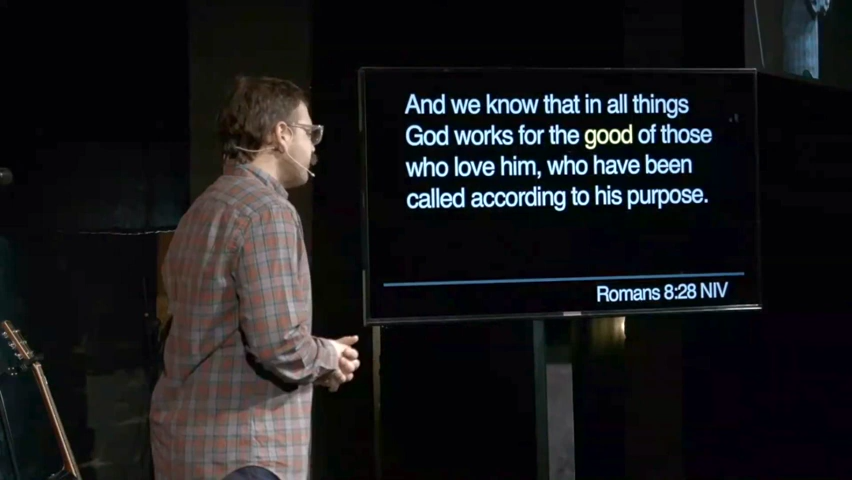 And we know that in all things
God works for the good of those
who love him, who have been
called according to his purpose.
Romans 8:28 NIV